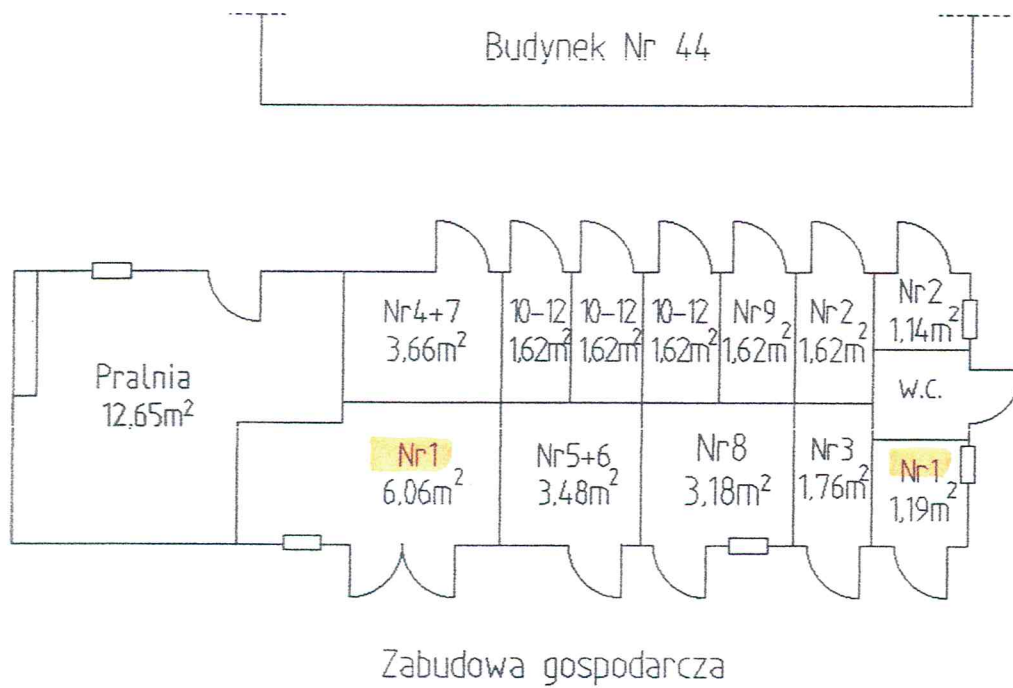 Budynek Nr 44
Nr4+7
3,66m²
10-12
1,62m²
10-12
1,62m²
10-12
1,62m²
Nr9
1,62m²
Nr2
1,62m²
Nr2
1,14m²
Pralnia
12,65m²
W.C.
Nr1
6,06m²
Nr5+6
3,48m²
Nr8
3,18m²
Nr3
1,76m²
Nr1
1,19m²
Zabudowa gospodarcza